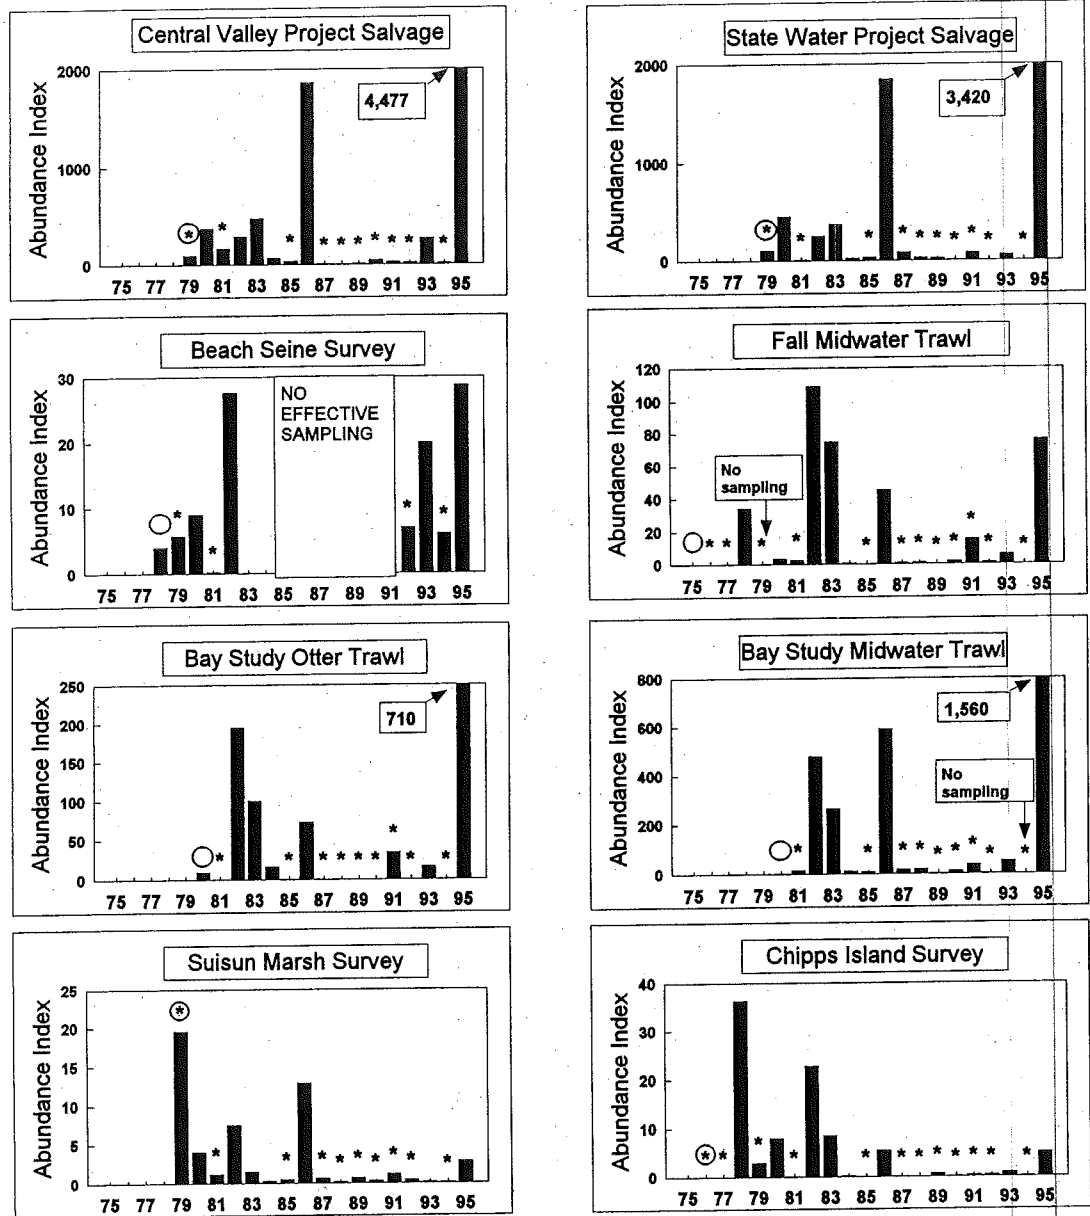 Central Valley Project Salvage
Abundance Index
2000
1000
0
4,477
* * * * * * * * * *
75 77 79 81 83 85 87 89 91 93 95
State Water Project Salvage
Abundance Index
2000
1000
0
3,420
* * * * * * * * * *
75 77 79 81 83 85 87 89 91 93 95
Beach Seine Survey
Abundance Index
30
20
10
0
NO
EFFECTIVE
SAMPLING
* * * *
75 77 79 81 83 85 87 89 91 93 95
Fall Midwater Trawl
Abundance Index
120
100
80
60
40
20
0
No
sampling
* * * * * * * * * * * *
75 77 79 81 83 85 87 89 91 93 95
Bay Study Otter Trawl
Abundance Index
250
200
150
100
50
0
710
* * * * * * * * *
75 77 79 81 83 85 87 89 91 93 95
Bay Study Midwater Trawl
Abundance Index
800
600
400
200
0
1,560
No
sampling
* * * * * * * * *
75 77 79 81 83 85 87 89 91 93 95
Suisun Marsh Survey
Abundance Index
25
20
15
10
5
0
* * * * * * * * * *
75 77 79 81 83 85 87 89 91 93 95
Chipps Island Survey
Abundance Index
40
30
20
10
0
* * * * * * * * * * * *
75 77 79 81 83 85 87 89 91 93 95